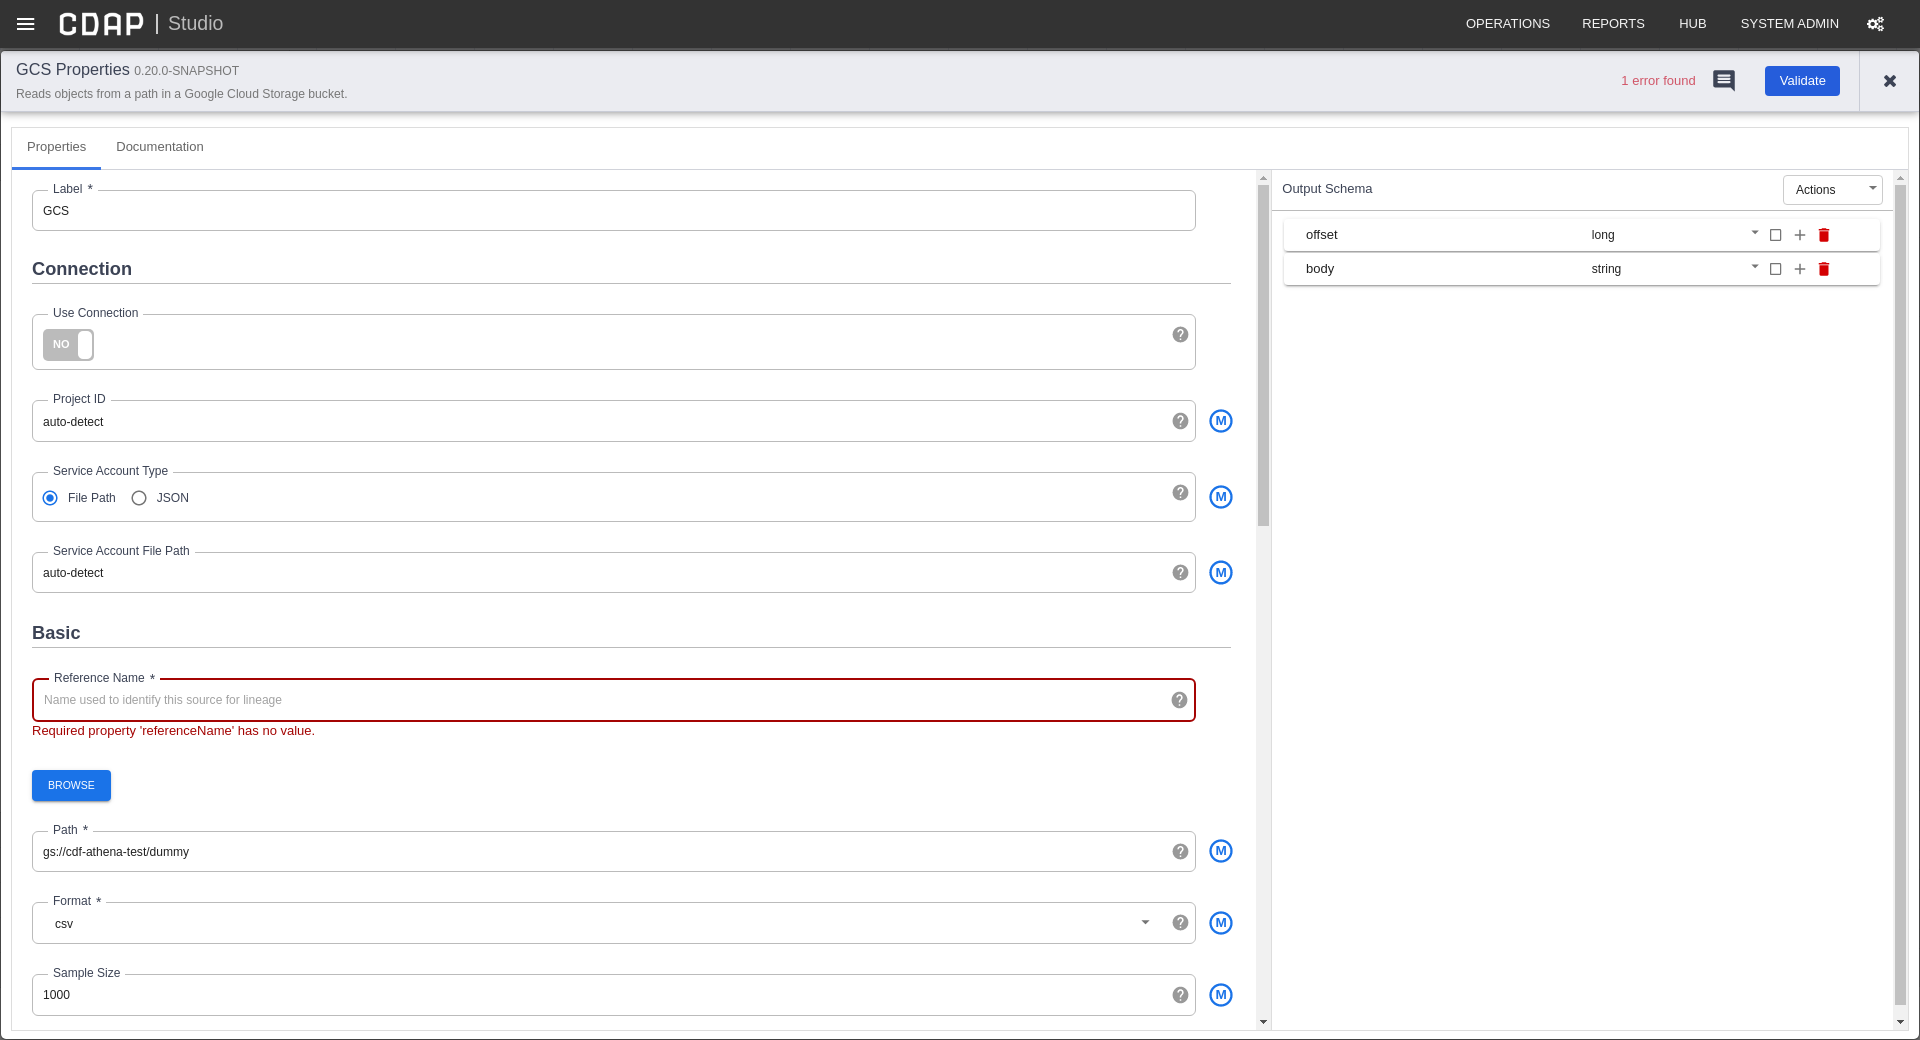 CDAP | Studio
OPERATIONS REPORTS HUB SYSTEM ADMIN
GCS Properties 0.20.0-SNAPSHOT
Reads objects from a path in a Google Cloud Storage bucket.
1 error found
Validate
Properties Documentation
Label *
GCS
Connection
Use Connection
NO
Project ID
auto-detect
M
Service Account Type
File Path JSON
M
Service Account File Path
auto-detect
M
Basic
Reference Name *
Name used to identify this source for lineage
Required property 'referenceName' has no value.
BROWSE
Path *
gs://cdf-athena-test/dummy
M
Format *
csv
M
Sample Size
1000
M
Output Schema
Actions
offset long
body string